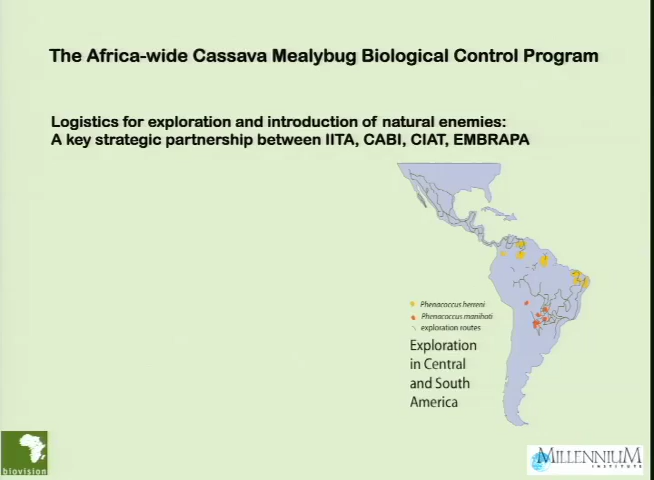 The Africa-wide Cassava Mealybug Biological Control Program
Logistics for exploration and introduction of natural enemies:
A key strategic partnership between IITA, CABI, CIAT, EMBRAPA
Phenacoccus herreni
Phenacoccus manihoti
exploration routes
Exploration
in Central
and South
America
biovision
MILLENNIUM
INSTITUTE